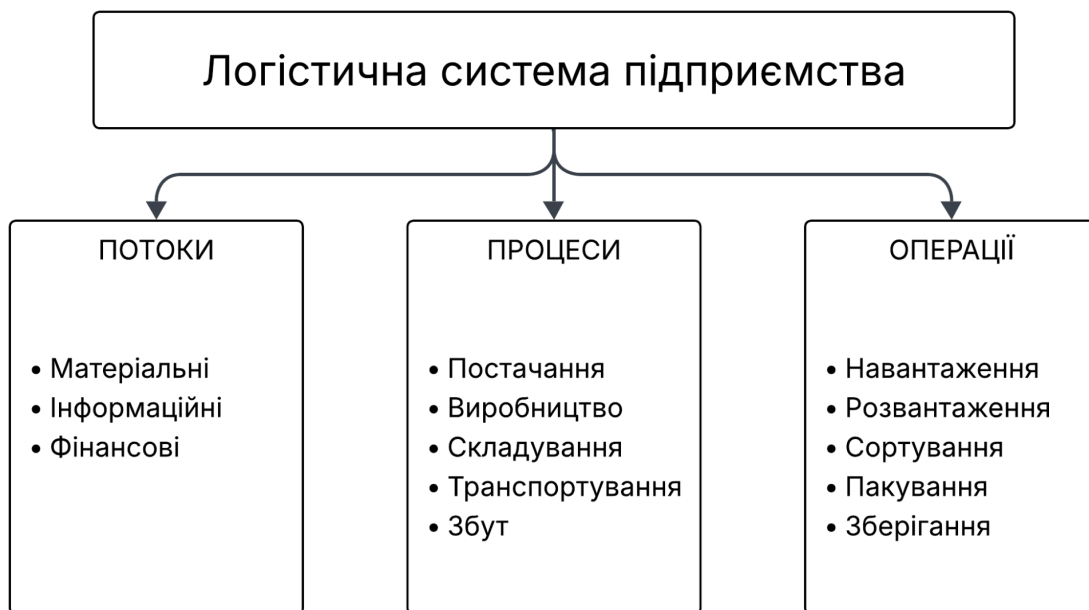 Логістична система підприємства
ПОТОКИ
• Матеріальні
• Інформаційні
• Фінансові
ПРОЦЕСИ
• Постачання
• Виробництво
• Складування
• Транспортування
• Збут
ОПЕРАЦІЇ
• Навантаження
• Розвантаження
• Сортування
• Пакування
• Зберігання